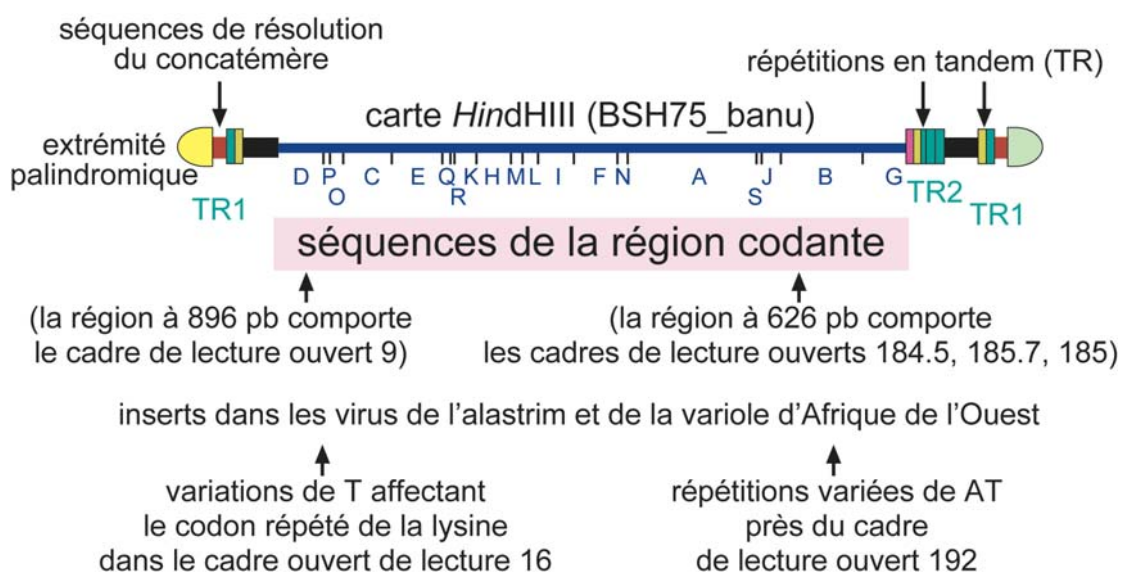 séquences de résolution
du concatémère
répétitions en tandem (TR)
carte HindHIII (BSH75_banu)
extrémité
palindromique
D P C E Q K H M L I F N A J B G
O R S
TR1
TR2
TR1
séquences de la région codante
(la région à 896 pb comporte
le cadre de lecture ouvert 9)
(la région à 626 pb comporte
les cadres de lecture ouverts 184.5, 185.7, 185)
inserts dans les virus de l’alastrim et de la variole d’Afrique de l’Ouest
variations de T affectant
le codon répété de la lysine
dans le cadre ouvert de lecture 16
répétitions variées de AT
près du cadre
de lecture ouvert 192